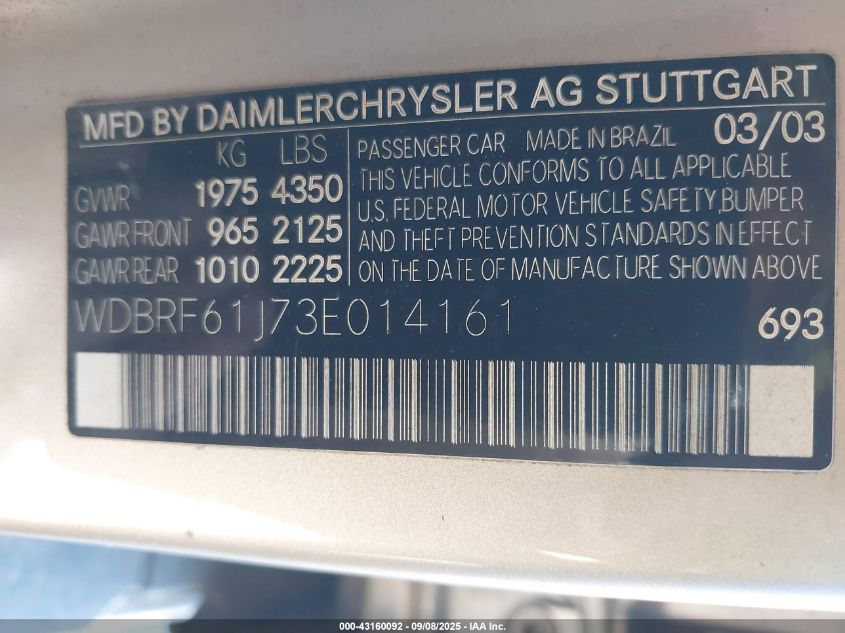 MFD BY DAIMLERCHRYSLER AG STUTTGART
KG LBS
GVWR 1975 4350
GAWR FRONT 965 2125
GAWR REAR 1010 2225
PASSENGER CAR MADE IN BRAZIL 03/03
THIS VEHICLE CONFORMS TO ALL APPLICABLE
U.S. FEDERAL MOTOR VEHICLE SAFETY, BUMPER
AND THEFT PREVENTION STANDARDS IN EFFECT
ON THE DATE OF MANUFACTURE SHOWN ABOVE
WDBRF61J73E014161
693
000-43160092 - 09/08/2025 - IAA Inc.